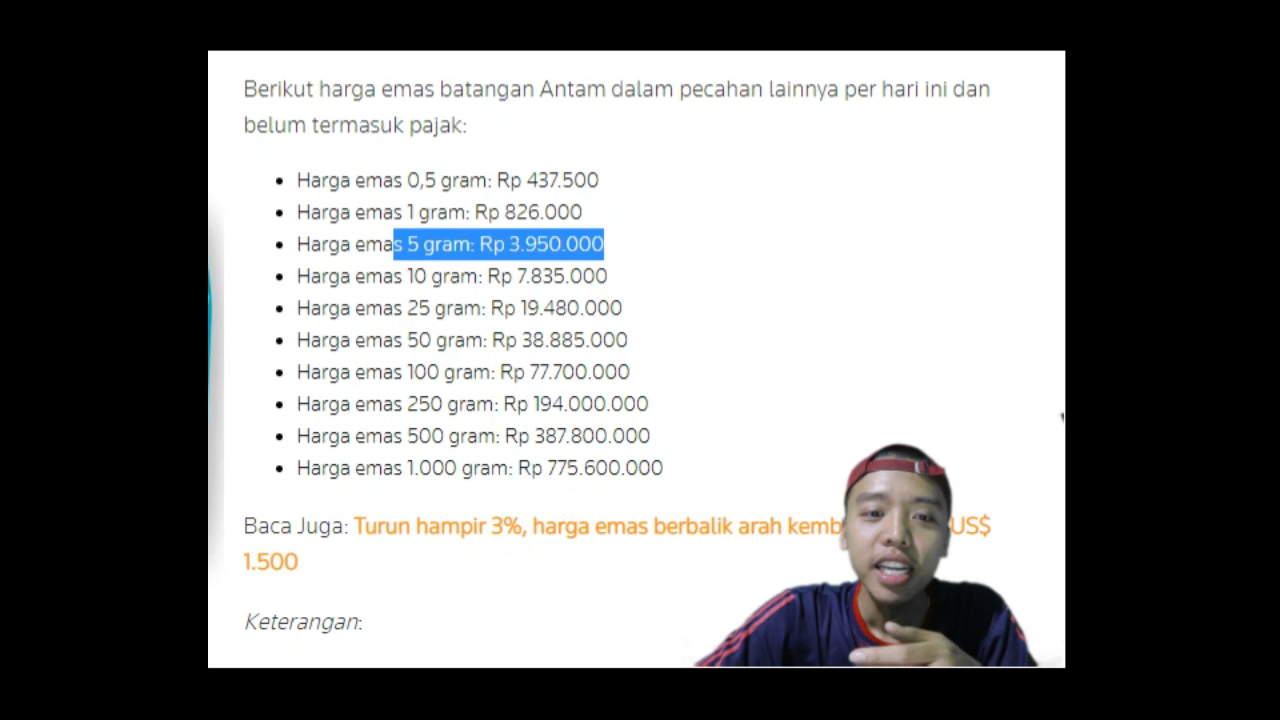 Berikut harga emas batangan Antam dalam pecahan lainnya per hari ini dan
belum termasuk pajak:
Harga emas 0,5 gram: Rp 437.500
Harga emas 1 gram: Rp 826.000
Harga emas 5 gram: Rp 3.950.000
Harga emas 10 gram: Rp 7.835.000
Harga emas 25 gram: Rp 19.480.000
Harga emas 50 gram: Rp 38.885.000
Harga emas 100 gram: Rp 77.700.000
Harga emas 250 gram: Rp 194.000.000
Harga emas 500 gram: Rp 387.800.000
Harga emas 1.000 gram: Rp 775.600.000
Baca Juga: Turun hampir 3%, harga emas berbalik arah US$
1.500
Keterangan: